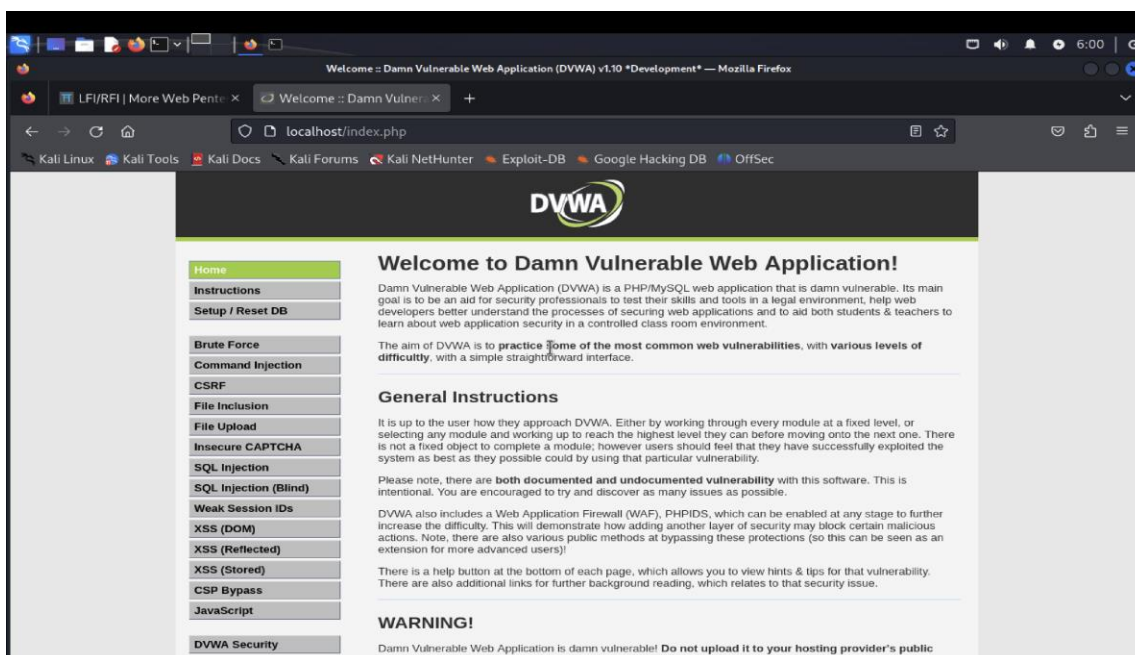 6:00
Welcome :: Damn Vulnerable Web Application (DVWA) v1.10 *Development* — Mozilla Firefox
LFI/RFI | More Web Pente
Welcome :: Damn Vulner
localhost/index.php
Kali Linux Kali Tools Kali Docs Kali Forums Kali NetHunter Exploit-DB Google Hacking DB OffSec
DVWA
Home
Instructions
Setup / Reset DB
Brute Force
Command Injection
CSRF
File Inclusion
File Upload
Insecure CAPTCHA
SQL Injection
SQL Injection (Blind)
Weak Session IDs
XSS (DOM)
XSS (Reflected)
XSS (Stored)
CSP Bypass
JavaScript
DVWA Security
Welcome to Damn Vulnerable Web Application!
Damn Vulnerable Web Application (DVWA) is a PHP/MySQL web application that is damn vulnerable. Its main
goal is to be an aid for security professionals to test their skills and tools in a legal environment, help web
developers better understand the processes of securing web applications and to aid both students & teachers to
learn about web application security in a controlled class room environment.
The aim of DVWA is to practice some of the most common web vulnerabilities, with various levels of
difficultly, with a simple straightforward interface.
General Instructions
It is up to the user how they approach DVWA. Either by working through every module at a fixed level, or
selecting any module and working up to reach the highest level they can before moving onto the next one. There
is not a fixed object to complete a module; however users should feel that they have successfully exploited the
system as best as they possible could by using that particular vulnerability.
Please note, there are both documented and undocumented vulnerability with this software. This is
intentional. You are encouraged to try and discover as many issues as possible.
DVWA also includes a Web Application Firewall (WAF), PHPIDS, which can be enabled at any stage to further
increase the difficulty. This will demonstrate how adding another layer of security may block certain malicious
actions. Note, there are also various public methods at bypassing these protections (so this can be seen as an
extension for more advanced users)!
There is a help button at the bottom of each page, which allows you to view hints & tips for that vulnerability.
There are also additional links for further background reading, which relates to that security issue.
WARNING!
Damn Vulnerable Web Application is damn vulnerable! Do not upload it to your hosting provider's public